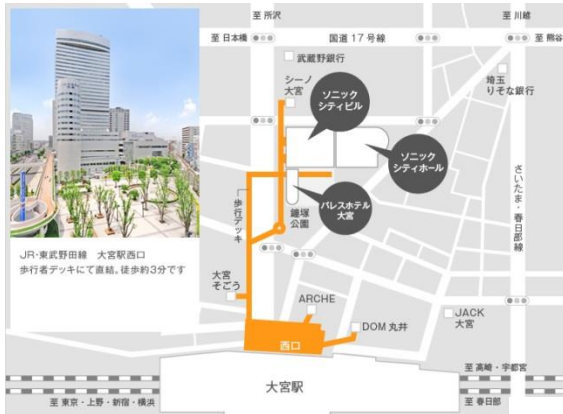 至 所沢
至 川越
至 日本橋
国道 17 号線
至 熊谷
武蔵野銀行
シーノ
大宮
ソニック
シティビル
埼玉
りそな銀行
ソニック
シティホール
パレスホテル
大宮
鐘塚
公園
歩行デッキ
さいたま・春日部線
JR・東武野田線 大宮駅西口
歩行者デッキにて直結。徒歩約3分です
大宮
そごう
ARCHE
DOM 丸井
JACK
大宮
西口
大宮駅
至 高崎・宇都宮
至 東京・上野・新宿・横浜
至 春日部